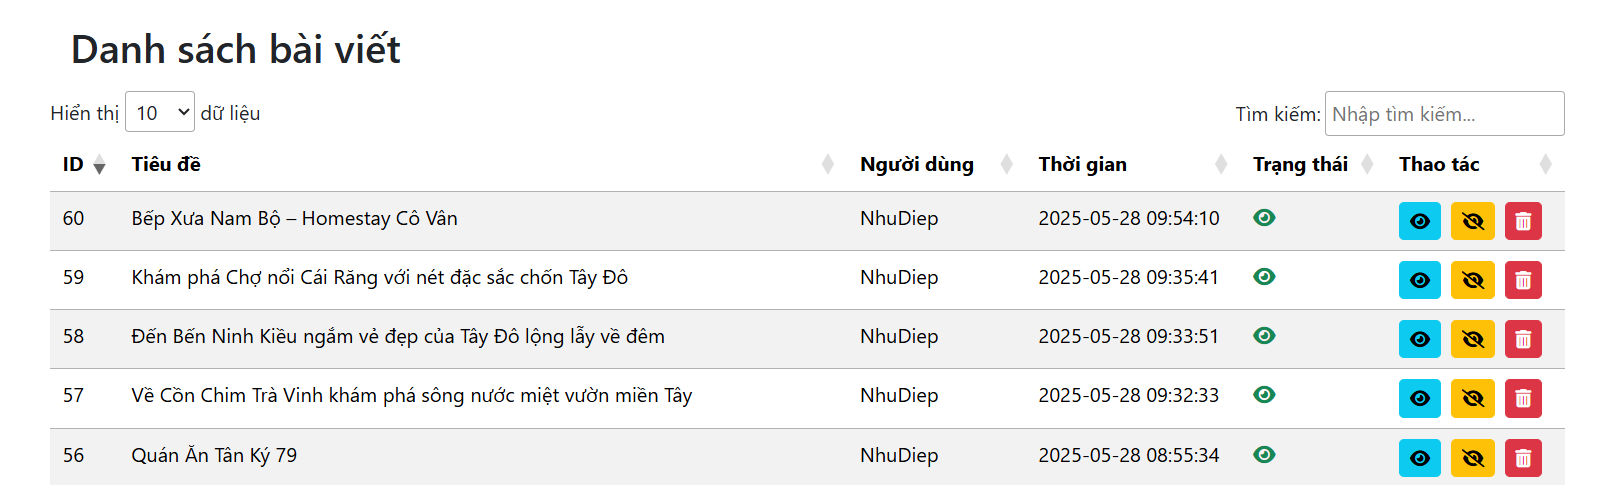 Danh sách bài viết
Hiển thị 10 dữ liệu Tìm kiếm: Nhập tìm kiếm...
ID Tiêu đề Người dùng Thời gian Trạng thái Thao tác
60 Bếp Xưa Nam Bộ – Homestay Cô Vân NhuDiep 2025-05-28 09:54:10
59 Khám phá Chợ nổi Cái Răng với nét đặc sắc chốn Tây Đô NhuDiep 2025-05-28 09:35:41
58 Đến Bến Ninh Kiều ngắm vẻ đẹp của Tây Đô lộng lẫy về đêm NhuDiep 2025-05-28 09:33:51
57 Về Cồn Chim Trà Vinh khám phá sông nước miệt vườn miền Tây NhuDiep 2025-05-28 09:32:33
56 Quán Ăn Tân Ký 79 NhuDiep 2025-05-28 08:55:34